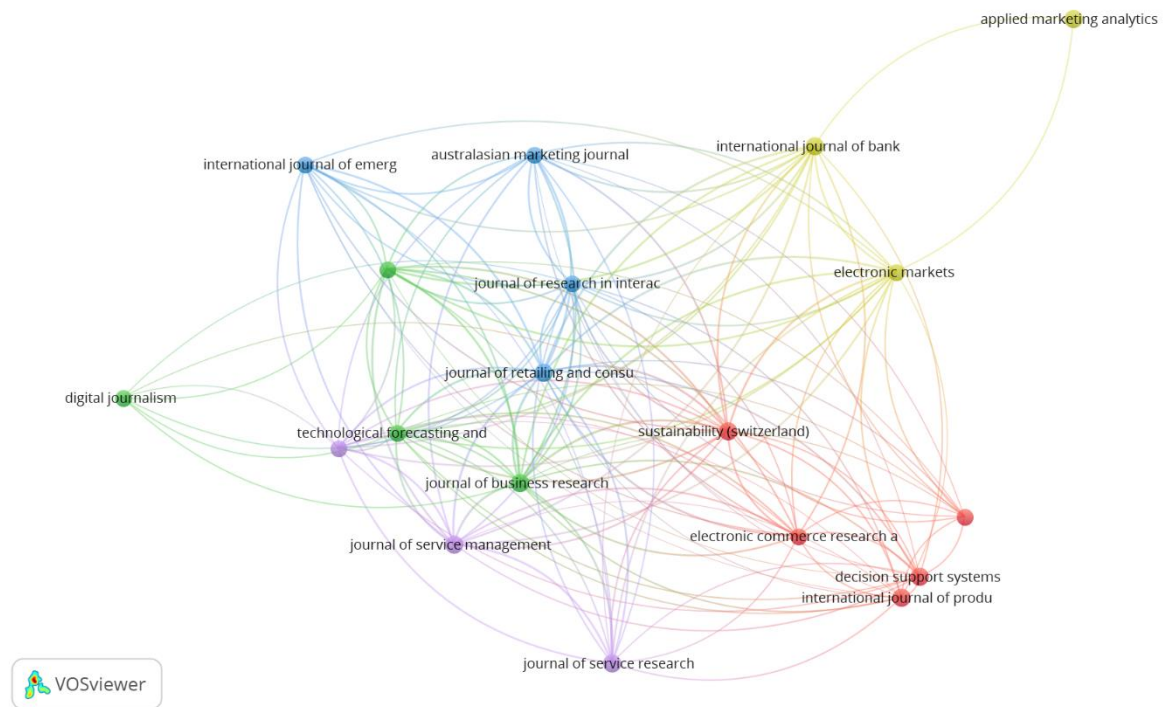 applied marketing analytics
international journal of bank
australasian marketing journal
international journal of emerg
electronic markets
journal of research in interac
journal of retailing and consu
digital journalism
technological forecasting and
sustainability (switzerland)
journal of business research
electronic commerce research a
journal of service management
decision support systems
international journal of produ
journal of service research
VOSviewer